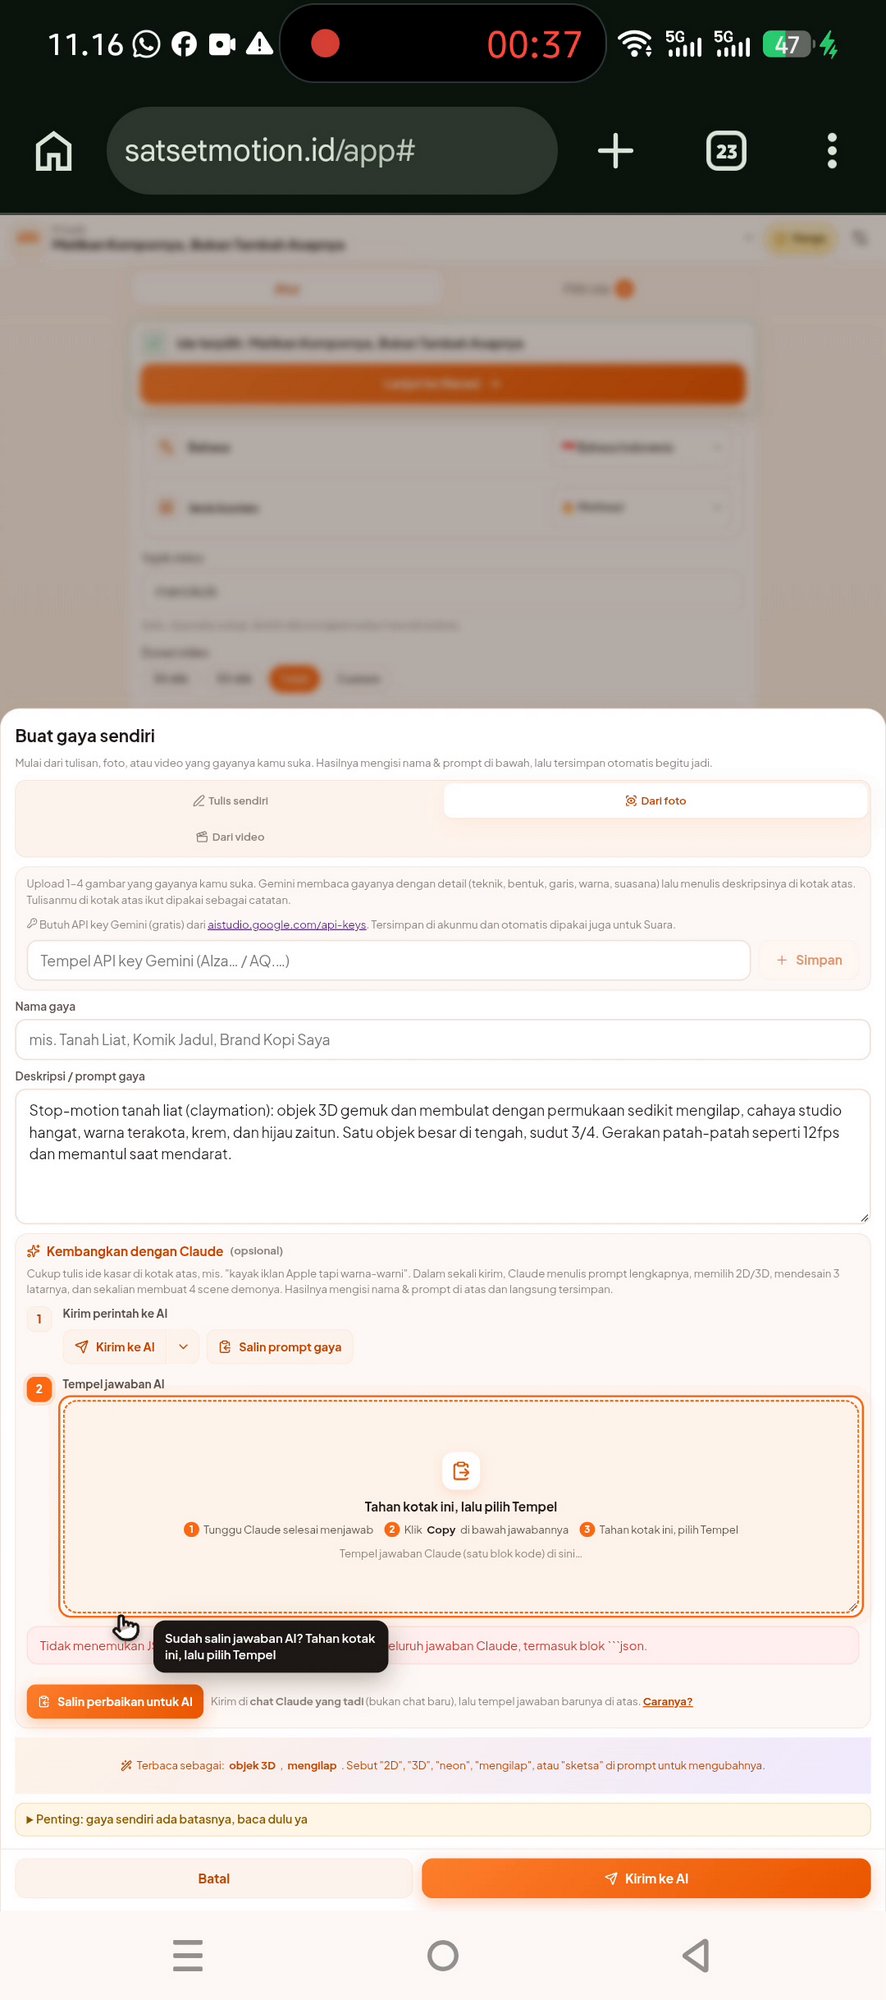 11.16
00:37
5G
5G
47
satsetmotion.id/app#
23
Matikan Kompornya, Bukan Tambah Asapnya
Ide terpilih: Matikan Kompornya, Bukan Tambah Asapnya
Bahasa
Bahasa Indonesia
Buat gaya sendiri
Mulai dari tulisan, foto, atau video yang gayanya kamu suka. Hasilnya mengisi nama & prompt di bawah, lalu tersimpan otomatis begitu jadi.
Tulis sendiri
Dari foto
Dari video
Upload 1–4 gambar yang gayanya kamu suka. Gemini membaca gayanya dengan detail (teknik, bentuk, garis, warna, suasana) lalu menulis deskripsinya di kotak atas.
Tulisanmu di kotak atas ikut dipakai sebagai catatan.
Butuh API key Gemini (gratis) dari aistudio.google.com/api-keys. Tersimpan di akunmu dan otomatis dipakai juga untuk Suara.
Tempel API key Gemini (AIza… / AQ.…)
+ Simpan
Nama gaya
mis. Tanah Liat, Komik Jadul, Brand Kopi Saya
Deskripsi / prompt gaya
Stop-motion tanah liat (claymation): objek 3D gemuk dan membulat dengan permukaan sedikit mengilap, cahaya studio
hangat, warna terakota, krem, dan hijau zaitun. Satu objek besar di tengah, sudut 3/4. Gerakan patah-patah seperti 12fps
dan memantul saat mendarat.
Kembangkan dengan Claude (opsional)
Cukup tulis ide kasar di kotak atas, mis. "kayak iklan Apple tapi warna-warni". Dalam sekali kirim, Claude menulis prompt lengkapnya, memilih 2D/3D, mendesain 3
latarnya, dan sekalian membuat 4 scene demonya. Hasilnya mengisi nama & prompt di atas dan langsung tersimpan.
1
Kirim perintah ke AI
Kirim ke AI
Salin prompt gaya
2
Tempel jawaban AI
Tahan kotak ini, lalu pilih Tempel
1 Tunggu Claude selesai menjawab 2 Klik Copy di bawah jawabannya 3 Tahan kotak ini, pilih Tempel
Tempel jawaban Claude (satu blok kode) di sini…
Sudah salin jawaban AI? Tahan kotak
ini, lalu pilih Tempel
Tidak menemukan JS
eluruh jawaban Claude, termasuk blok ```json.
Salin perbaikan untuk AI
Kirim di chat Claude yang tadi (bukan chat baru), lalu tempel jawaban barunya di atas. Caranya?
Terbaca sebagai: objek 3D , mengilap . Sebut "2D", "3D", "neon", "mengilap", atau "sketsa" di prompt untuk mengubahnya.
Penting: gaya sendiri ada batasnya, baca dulu ya
Batal
Kirim ke AI